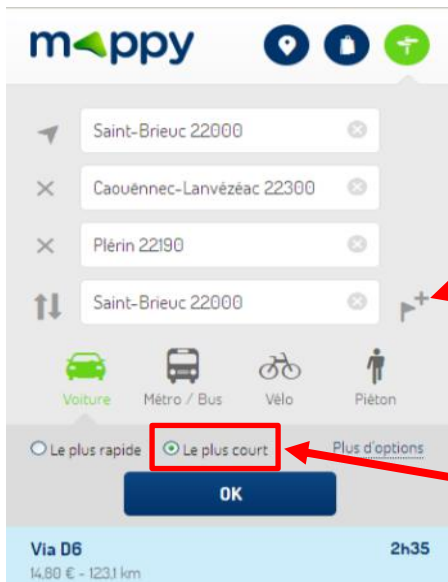 mappy
Saint-Brieuc 22000
Caouënnec-Lanvézéac 22300
Plérin 22190
Saint-Brieuc 22000
Voiture Métro / Bus Vélo Piéton
Le plus rapide Le plus court Plus d'options
OK
Via D6 2h35
14,80 € - 123,1 km